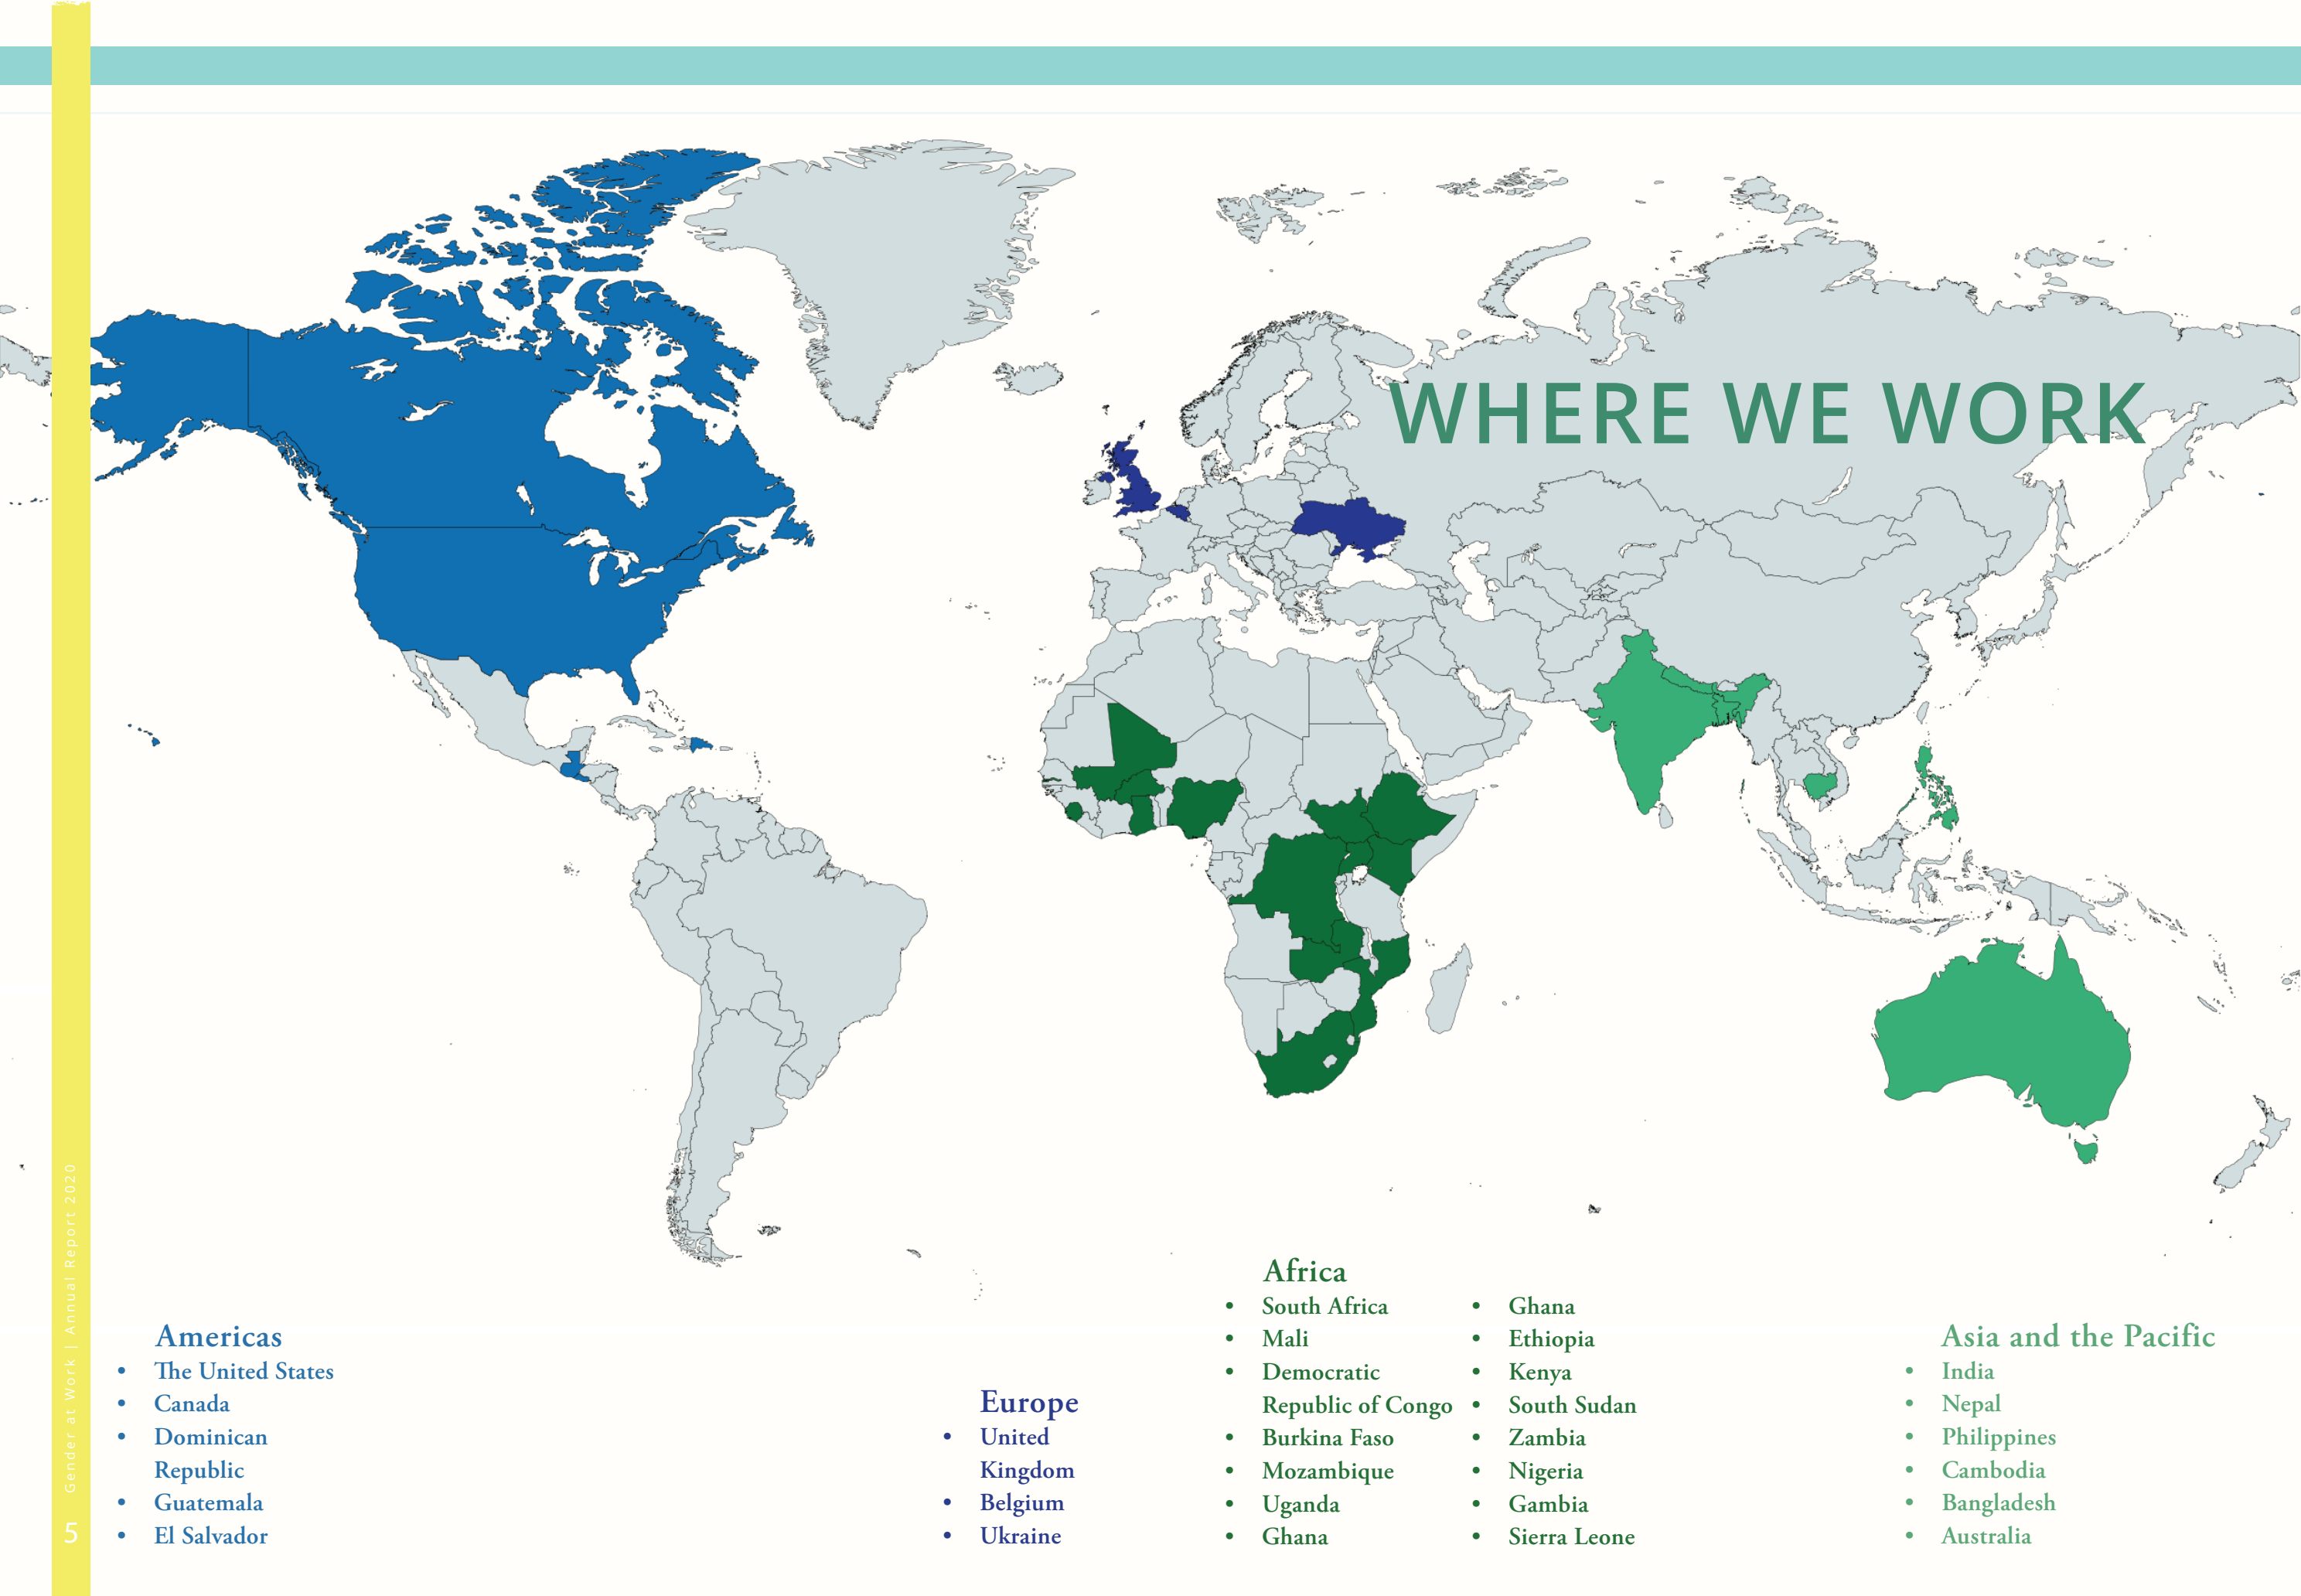 WHERE WE WORK
Americas
• The United States
• Canada
• Dominican
Republic
• Guatemala
• El Salvador
Europe
• United
Kingdom
• Belgium
• Ukraine
Africa
• South Africa
• Mali
• Democratic
Republic of Congo
• Burkina Faso
• Mozambique
• Uganda
• Ghana
• Ghana
• Ethiopia
• Kenya
• South Sudan
• Zambia
• Nigeria
• Gambia
• Sierra Leone
Asia and the Pacific
• India
• Nepal
• Philippines
• Cambodia
• Bangladesh
• Australia
Gender at Work | Annual Report 2020
5